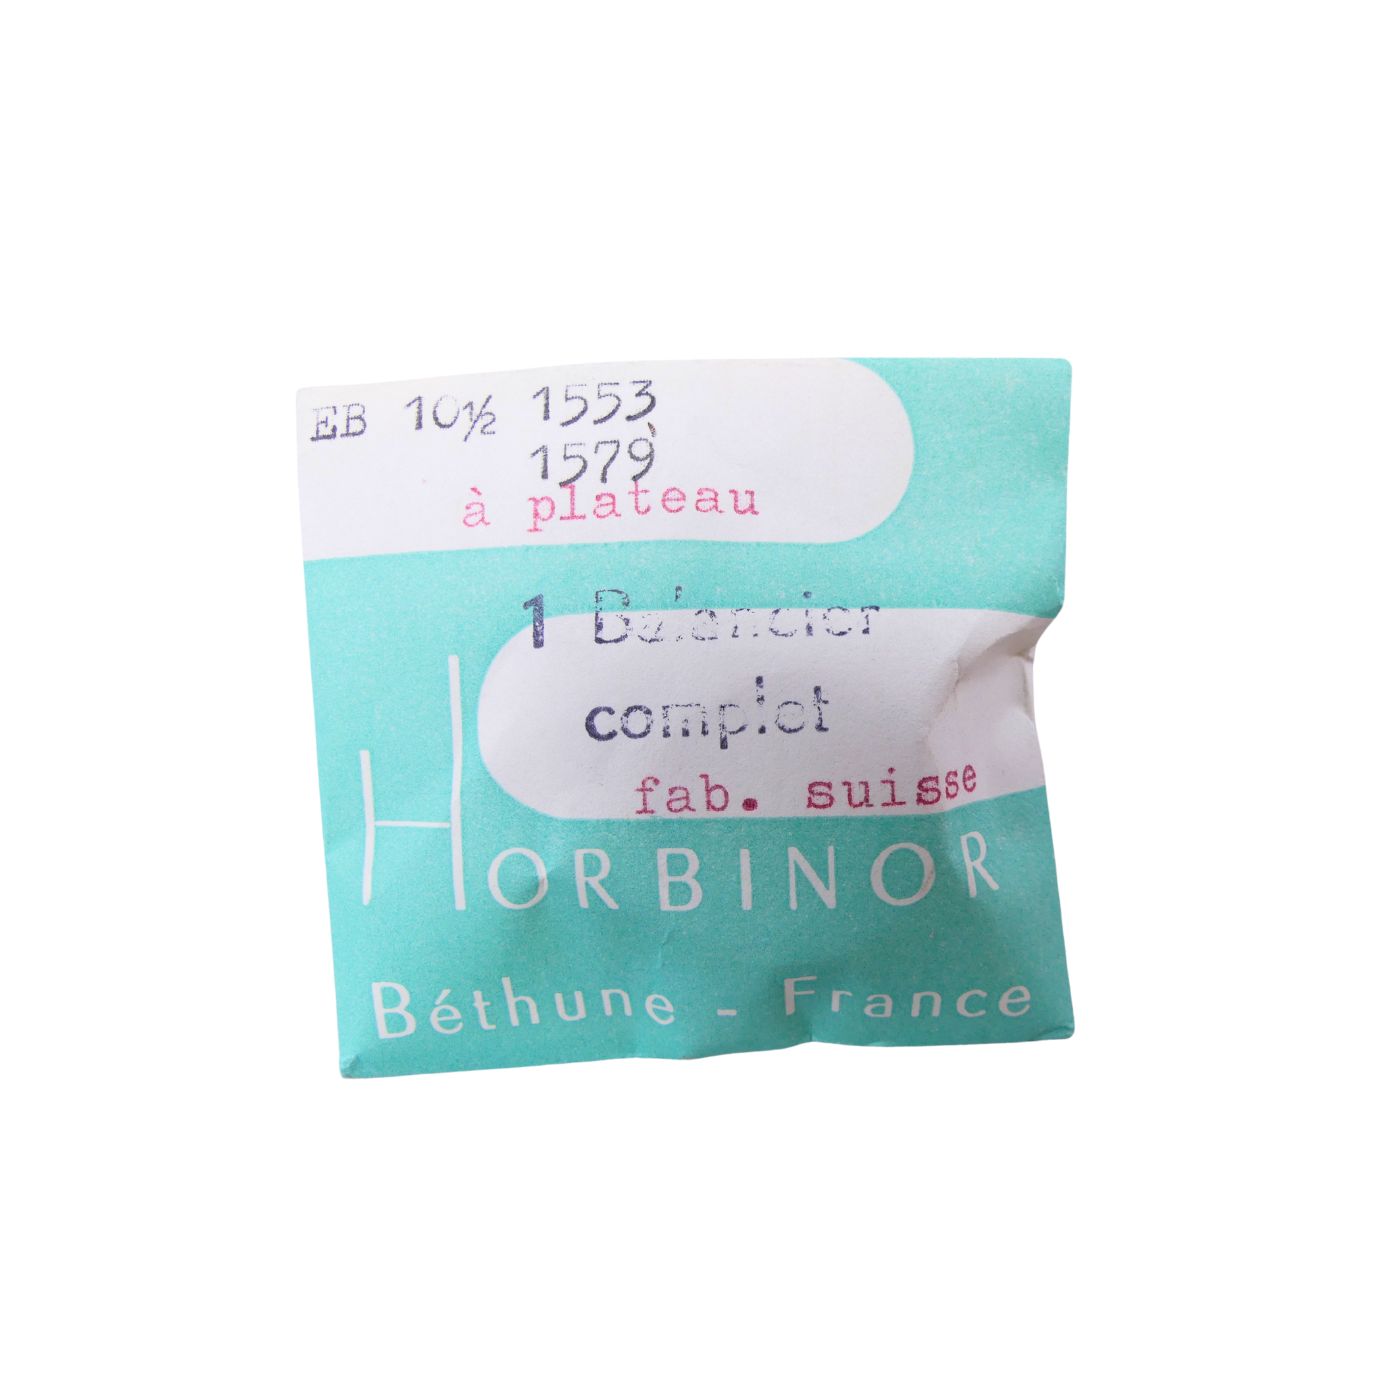 EB 10½ 1553
1579
à plateau
1 Balancier
complet
fab. suisse
HORBINOR
Béthune - France